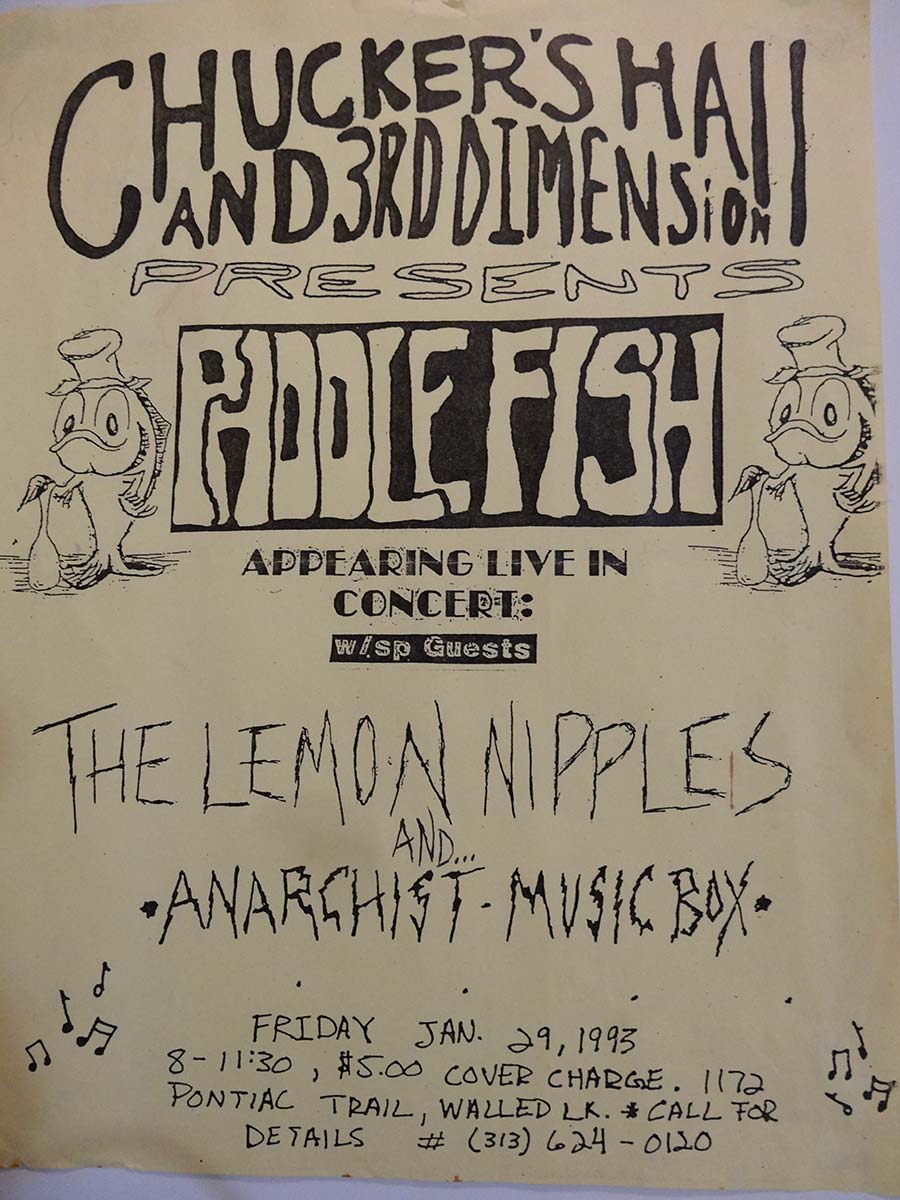 CHUCKER'S HALL
AND 3RD DIMENSION
PRESENTS
PIDDLE FISH
APPEARING LIVE IN
CONCERT:
w/sp Guests
THE LEMON NIPPLES
AND...
·ANARCHIST - MUSIC BOX·
FRIDAY JAN. 29, 1993
8-11:30, $5.00 COVER CHARGE. 1172
PONTIAC TRAIL, WALLED LK. * CALL FOR
DETAILS # (313) 624-0120